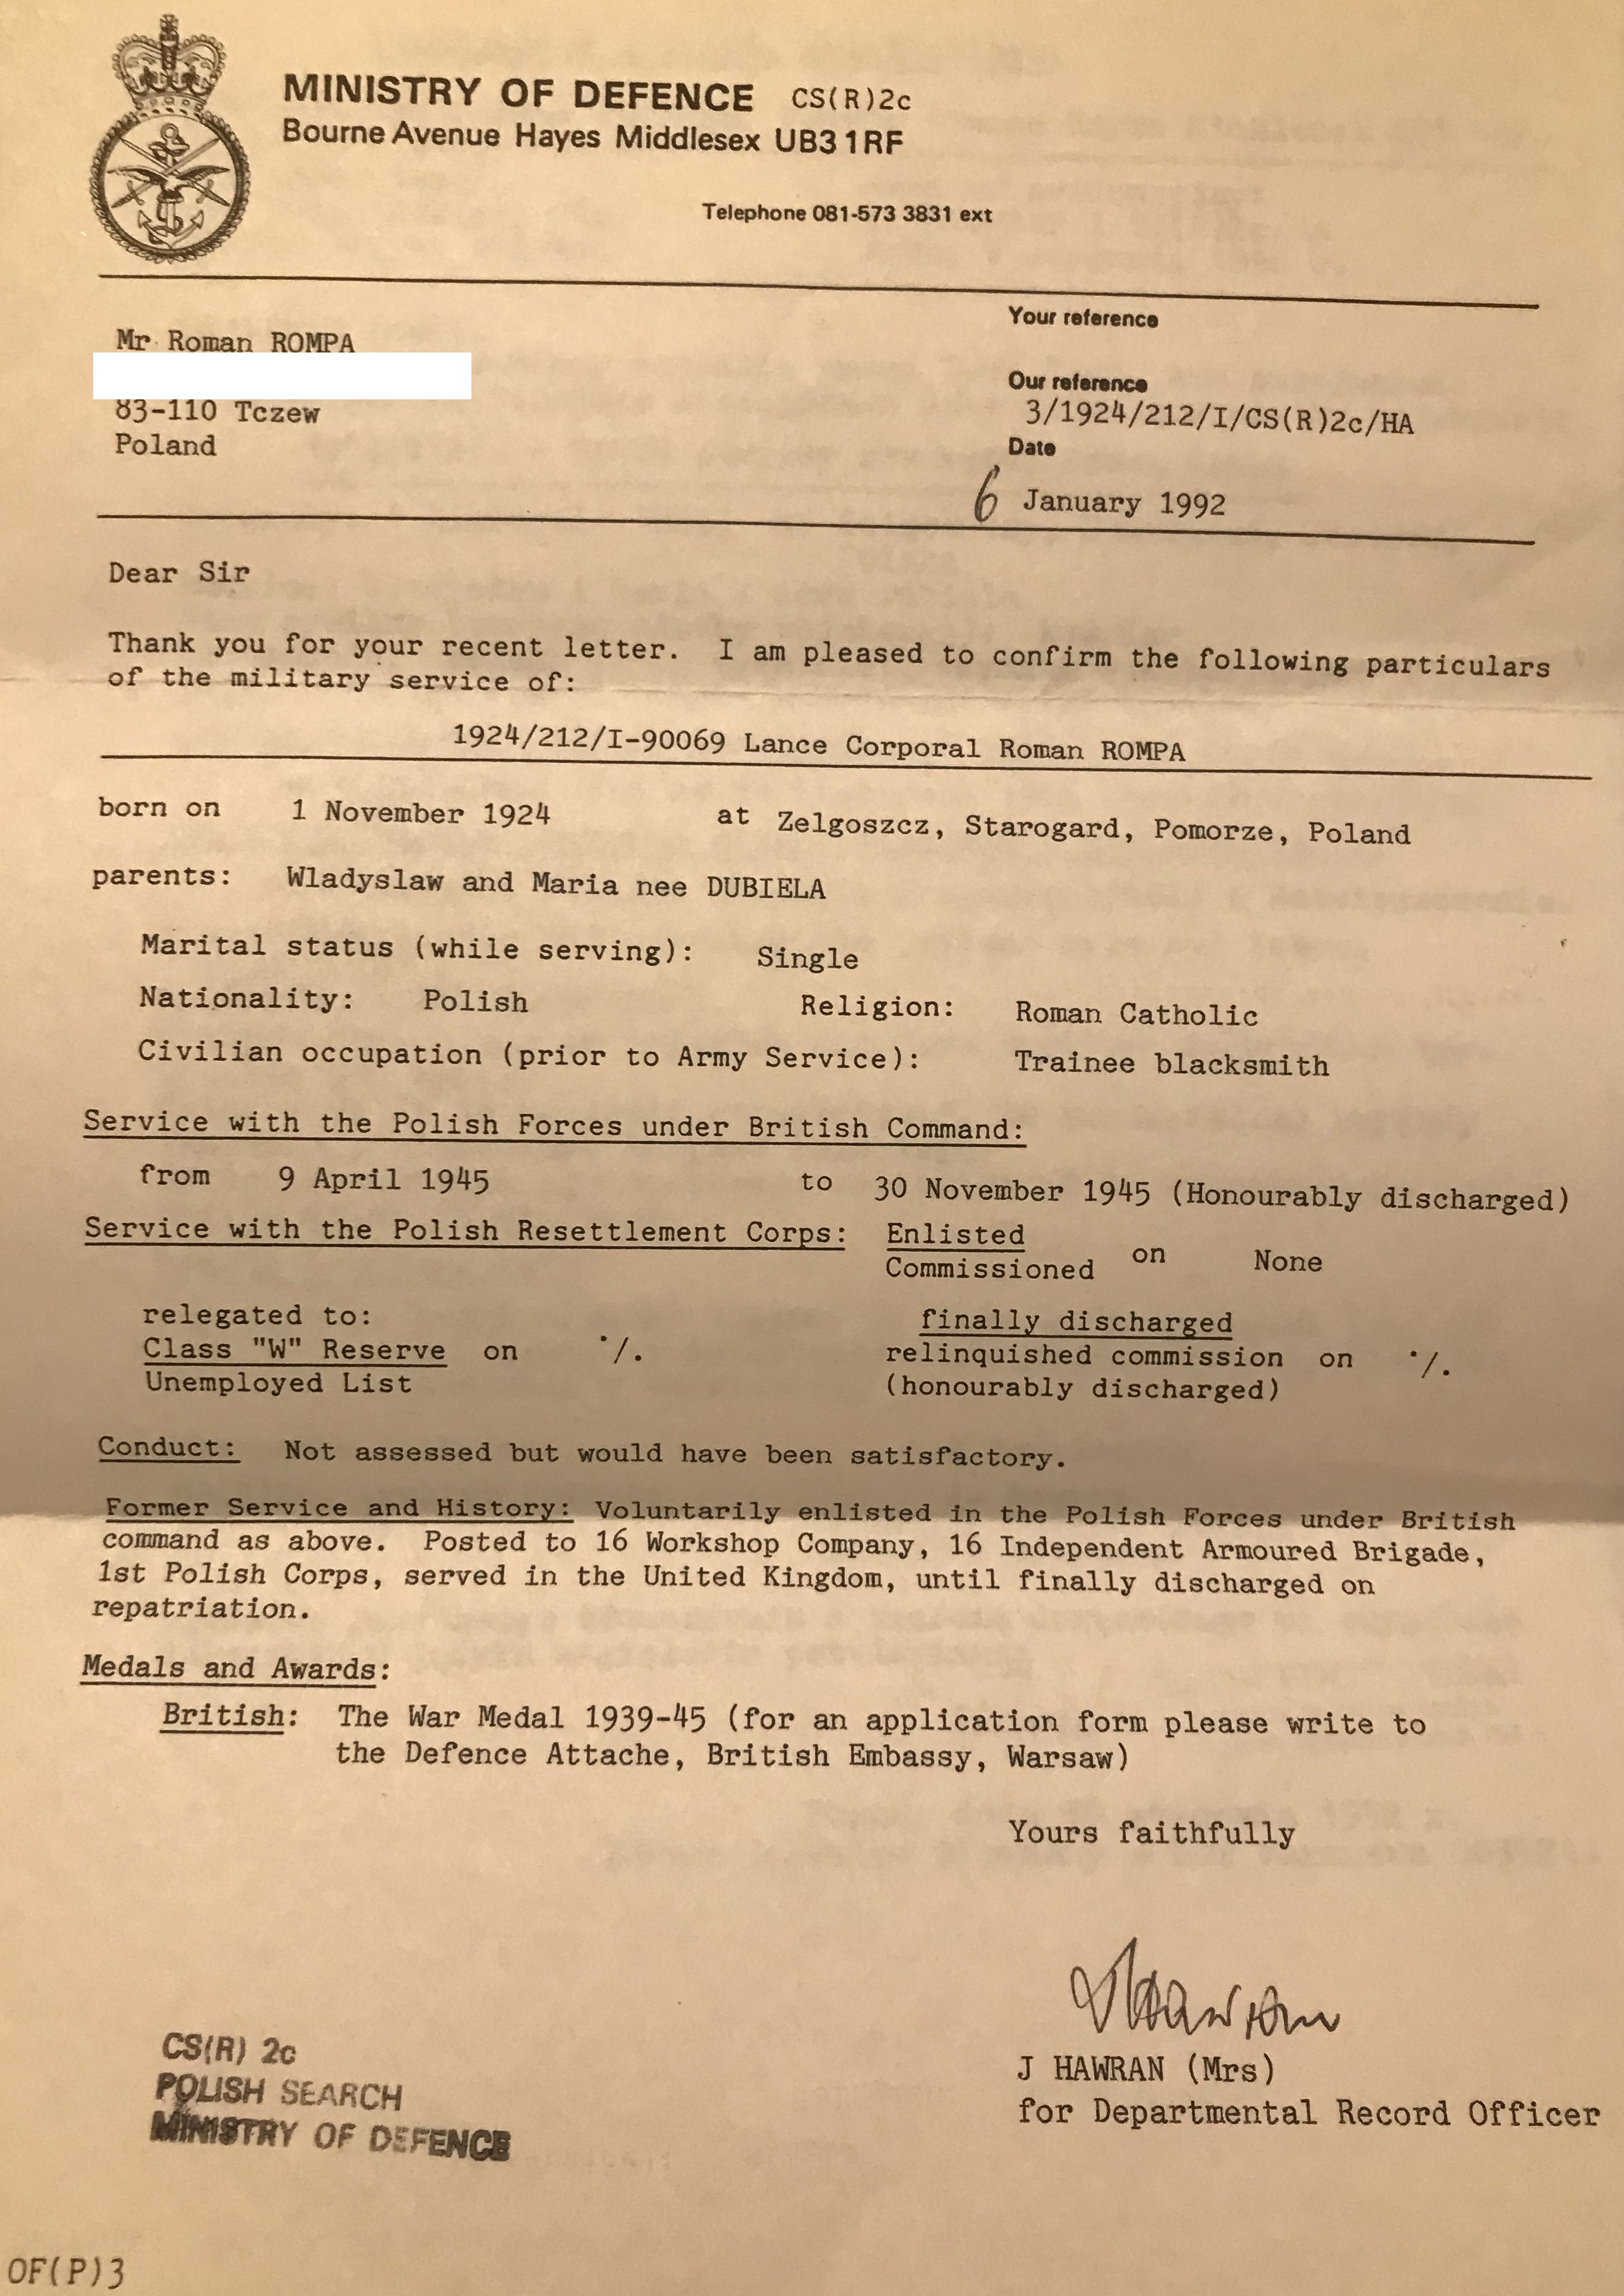 MINISTRY OF DEFENCE CS(R)2c
Bourne Avenue Hayes Middlesex UB3 1RF
Telephone 081-573 3831 ext
Mr Roman ROMPA
83-110 Tczew
Poland
Your reference
Our reference
3/1924/212/I/CS(R)2c/HA
Date
6 January 1992
Dear Sir
Thank you for your recent letter. I am pleased to confirm the following particulars
of the military service of:
1924/212/I-90069 Lance Corporal Roman ROMPA
born on 1 November 1924 at Zelgoszcz, Starogard, Pomorze, Poland
parents: Wladyslaw and Maria nee DUBIELA
Marital status (while serving): Single
Nationality: Polish Religion: Roman Catholic
Civilian occupation (prior to Army Service): Trainee blacksmith
Service with the Polish Forces under British Command:
from 9 April 1945 to 30 November 1945 (Honourably discharged)
Service with the Polish Resettlement Corps: Enlisted
Commissioned on None
relegated to:
Class "W" Reserve on ·/.
Unemployed List
finally discharged
relinquished commission on ·/.
(honourably discharged)
Conduct: Not assessed but would have been satisfactory.
Former Service and History: Voluntarily enlisted in the Polish Forces under British
command as above. Posted to 16 Workshop Company, 16 Independent Armoured Brigade,
1st Polish Corps, served in the United Kingdom, until finally discharged on
repatriation.
Medals and Awards:
British: The War Medal 1939-45 (for an application form please write to
the Defence Attache, British Embassy, Warsaw)
Yours faithfully
J HAWRAN (Mrs)
for Departmental Record Officer
CS(R) 2c
POLISH SEARCH
MINISTRY OF DEFENCE
OF(P)3